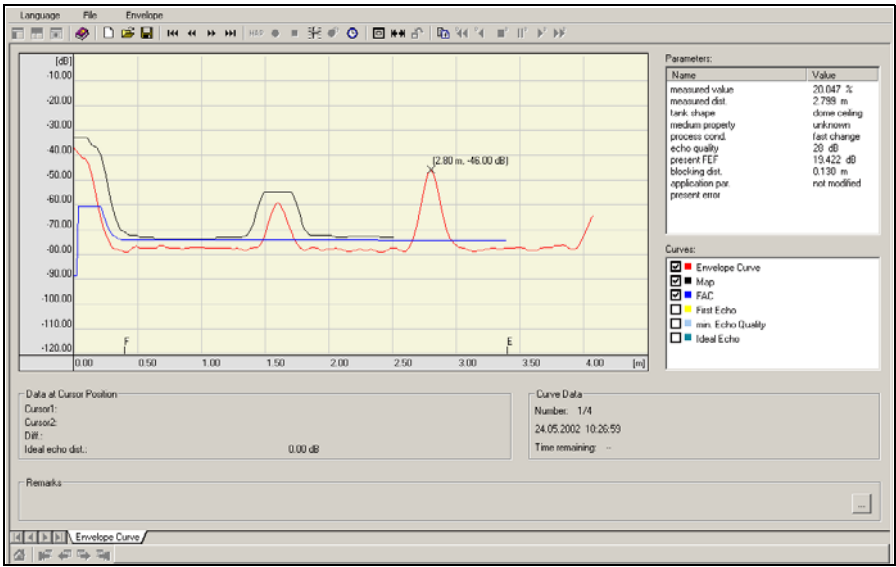 Language File Envelope
MAP
[dB]
-10.00
-20.00
-30.00
-40.00
-50.00
-60.00
-70.00
-80.00
-90.00
-100.00
-110.00
-120.00
[2.80 m, -46.00 dB)
F
E
0.00 0.50 1.00 1.50 2.00 2.50 3.00 3.50 4.00 [m]
Parameters:
Name Value
measured value 20.047 %
measured dist. 2.799 m
tank shape dome ceiling
medium property unknown
process cond. fast change
echo quality 28 dB
present FEF 19.422 dB
blocking dist. 0.130 m
application par. not modified
present error
Curves:
Envelope Curve
Map
FAC
First Echo
min. Echo Quality
Ideal Echo
Data at Cursor Position
Cursor1:
Cursor2:
Diff.:
Ideal echo dist.: 0.00 dB
Curve Data
Number: 1/4
24.05.2002 10:26:59
Time remaining: --
Remarks
...
Envelope Curve